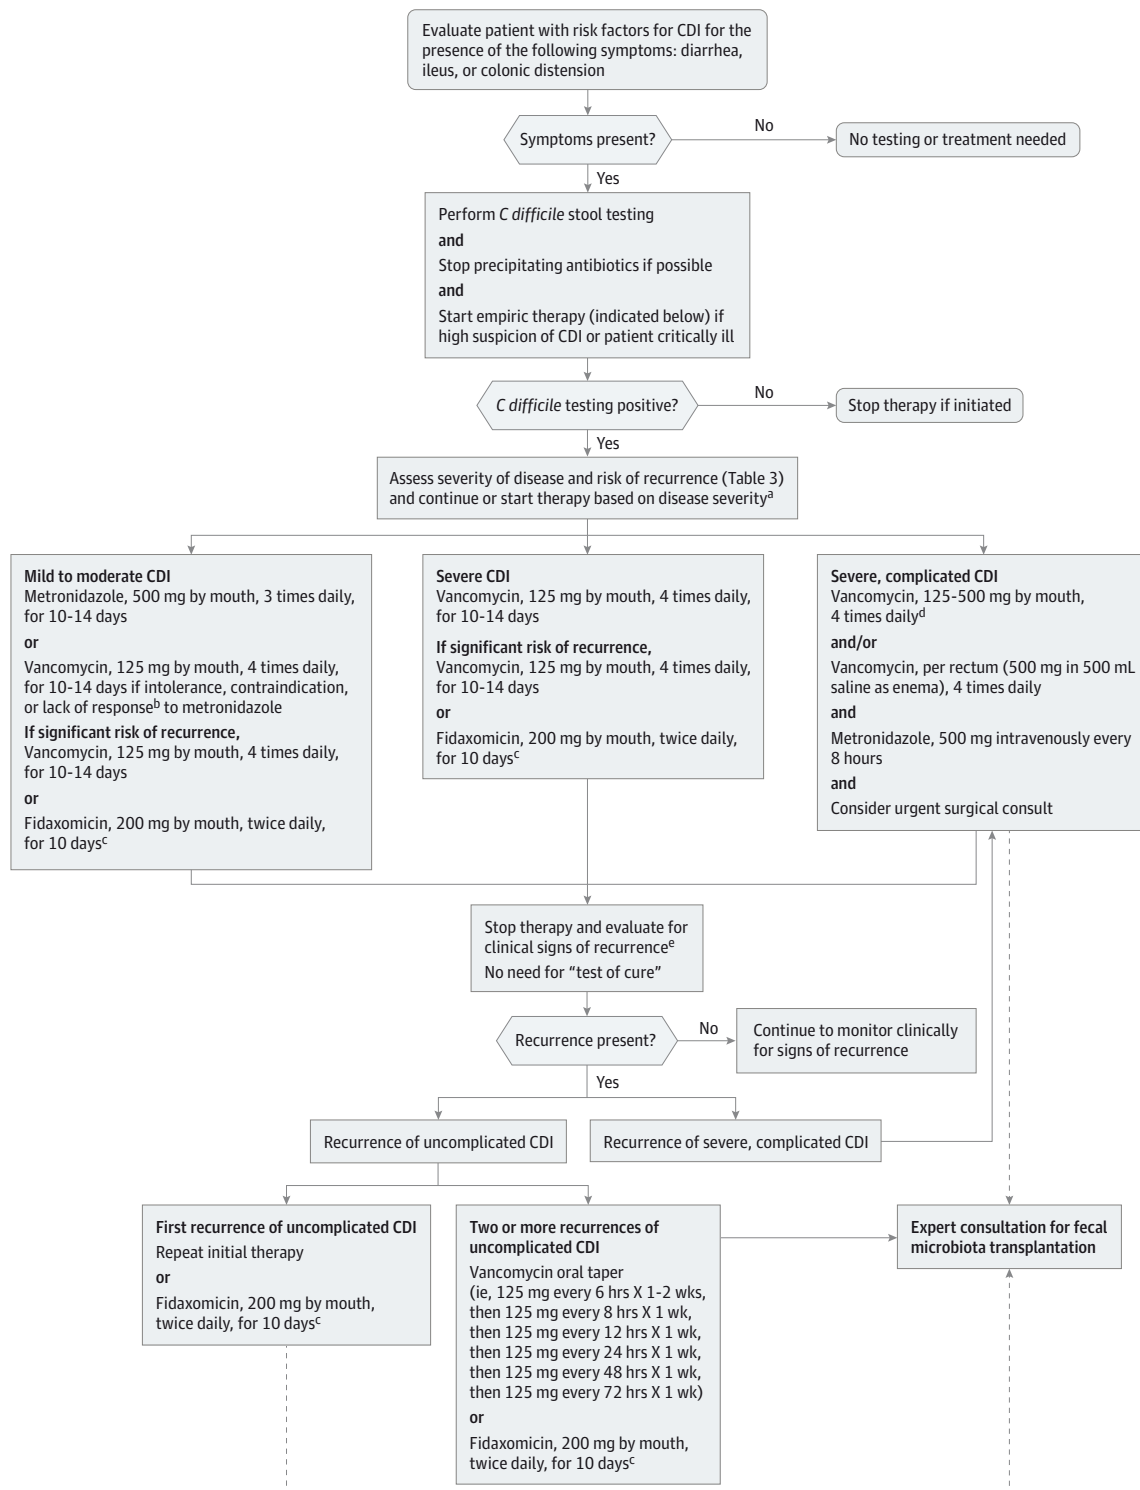 Evaluate patient with risk factors for CDI for the
presence of the following symptoms: diarrhea,
ileus, or colonic distension
Symptoms present?
No
No testing or treatment needed
Yes
Perform C difficile stool testing
and
Stop precipitating antibiotics if possible
and
Start empiric therapy (indicated below) if
high suspicion of CDI or patient critically ill
C difficile testing positive?
No
Stop therapy if initiated
Yes
Assess severity of disease and risk of recurrence (Table 3)
and continue or start therapy based on disease severitya
Mild to moderate CDI
Metronidazole, 500 mg by mouth, 3 times daily,
for 10-14 days
or
Vancomycin, 125 mg by mouth, 4 times daily,
for 10-14 days if intolerance, contraindication,
or lack of responseb to metronidazole
If significant risk of recurrence,
Vancomycin, 125 mg by mouth, 4 times daily,
for 10-14 days
or
Fidaxomicin, 200 mg by mouth, twice daily,
for 10 daysc
Severe CDI
Vancomycin, 125 mg by mouth, 4 times daily,
for 10-14 days
If significant risk of recurrence,
Vancomycin, 125 mg by mouth, 4 times daily,
for 10-14 days
or
Fidaxomicin, 200 mg by mouth, twice daily,
for 10 daysc
Severe, complicated CDI
Vancomycin, 125-500 mg by mouth,
4 times dailyd
and/or
Vancomycin, per rectum (500 mg in 500 mL
saline as enema), 4 times daily
and
Metronidazole, 500 mg intravenously every
8 hours
and
Consider urgent surgical consult
Stop therapy and evaluate for
clinical signs of recurrencee
No need for “test of cure”
Recurrence present?
No
Continue to monitor clinically
for signs of recurrence
Yes
Recurrence of uncomplicated CDI
Recurrence of severe, complicated CDI
First recurrence of uncomplicated CDI
Repeat initial therapy
or
Fidaxomicin, 200 mg by mouth,
twice daily, for 10 daysc
Two or more recurrences of
uncomplicated CDI
Vancomycin oral taper
(ie, 125 mg every 6 hrs X 1-2 wks,
then 125 mg every 8 hrs X 1 wk,
then 125 mg every 12 hrs X 1 wk,
then 125 mg every 24 hrs X 1 wk,
then 125 mg every 48 hrs X 1 wk,
then 125 mg every 72 hrs X 1 wk)
or
Fidaxomicin, 200 mg by mouth,
twice daily, for 10 daysc
Expert consultation for fecal
microbiota transplantation